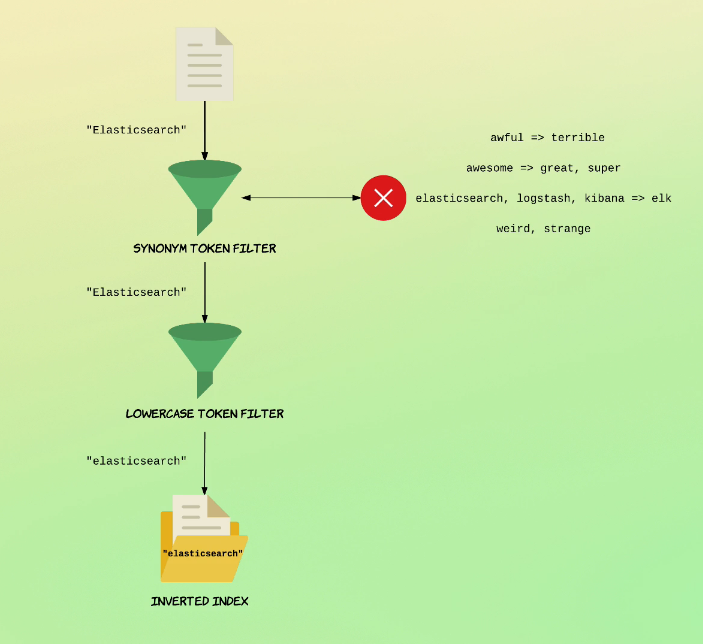 "Elasticsearch"
awful => terrible
awesome => great, super
elasticsearch, logstash, kibana => elk
weird, strange
SYNONYM TOKEN FILTER
"Elasticsearch"
LOWERCASE TOKEN FILTER
"elasticsearch"
"elasticsearch"
INVERTED INDEX